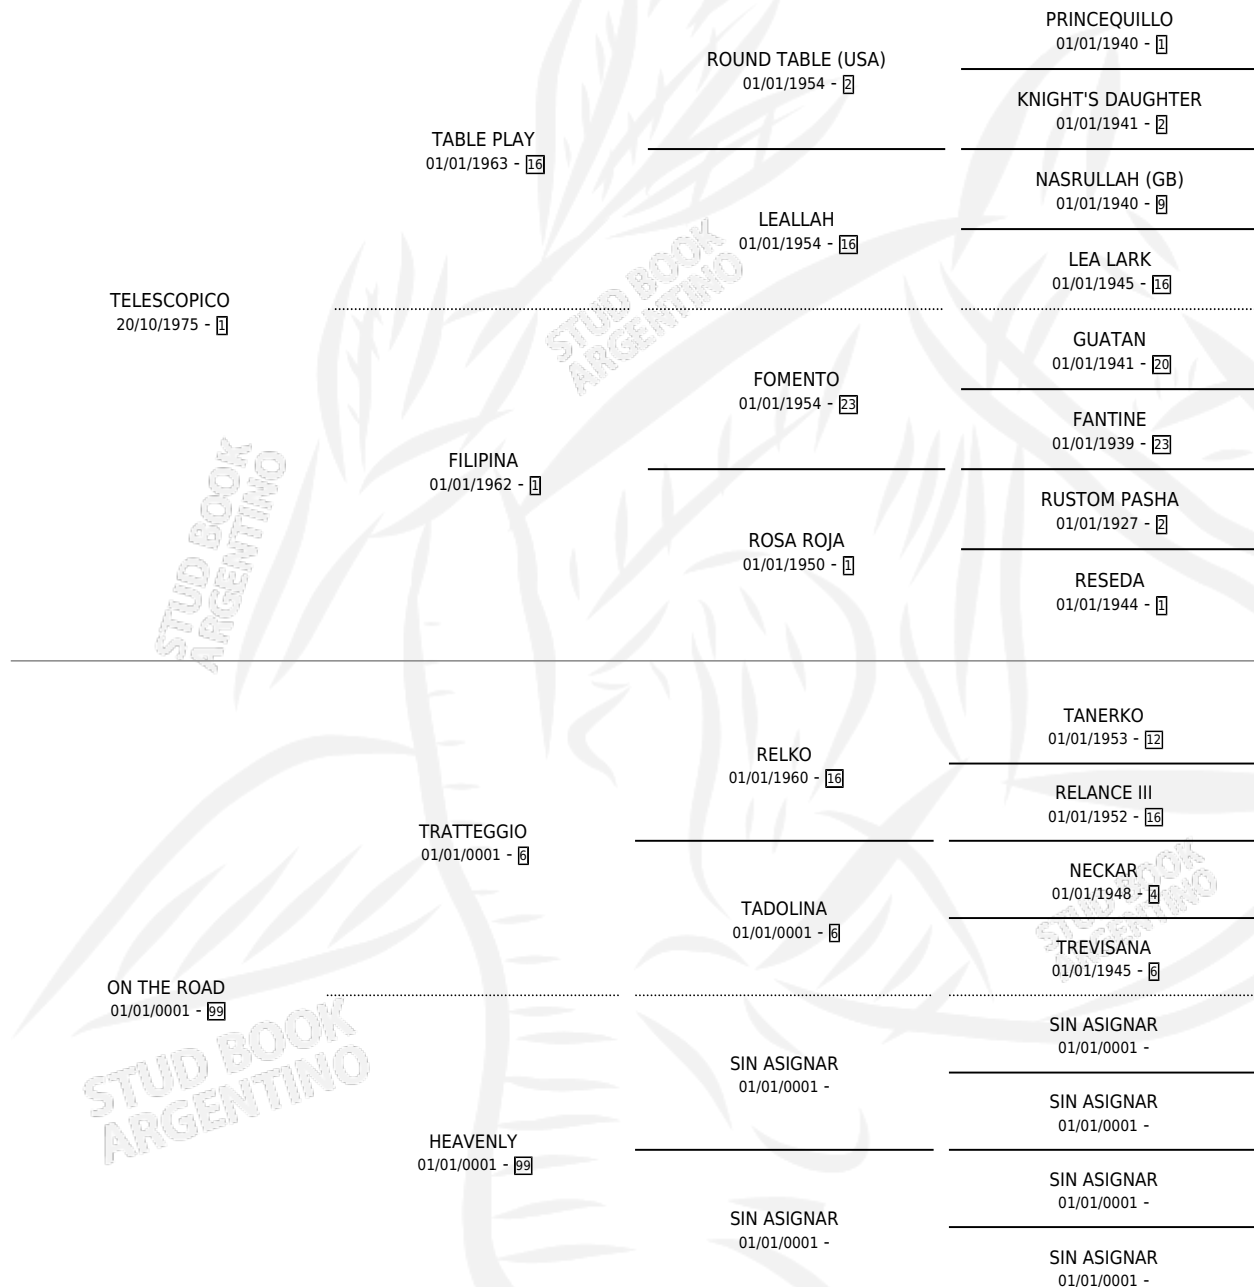 PRINCEQUILLO
01/01/1940 - 1
ROUND TABLE (USA)
01/01/1954 - 2
KNIGHT'S DAUGHTER
01/01/1941 - 2
TABLE PLAY
01/01/1963 - 16
NASRULLAH (GB)
01/01/1940 - 9
LEALLAH
01/01/1954 - 16
LEA LARK
01/01/1945 - 16
TELESCOPICO
20/10/1975 - 1
GUATAN
01/01/1941 - 20
FOMENTO
01/01/1954 - 23
FANTINE
01/01/1939 - 23
FILIPINA
01/01/1962 - 1
RUSTOM PASHA
01/01/1927 - 2
ROSA ROJA
01/01/1950 - 1
RESEDA
01/01/1944 - 1
TANERKO
01/01/1953 - 12
RELKO
01/01/1960 - 16
RELANCE III
01/01/1952 - 16
TRATTEGGIO
01/01/0001 - 6
NECKAR
01/01/1948 - 4
TADOLINA
01/01/0001 - 6
TREVISANA
01/01/1945 - 6
ON THE ROAD
01/01/0001 - 99
SIN ASIGNAR
01/01/0001 -
SIN ASIGNAR
01/01/0001 -
SIN ASIGNAR
01/01/0001 -
HEAVENLY
01/01/0001 - 99
SIN ASIGNAR
01/01/0001 -
SIN ASIGNAR
01/01/0001 -
SIN ASIGNAR
01/01/0001 -
STUD BOOK
ARGENTINO
STUD BOOK
ARGENTINO
STUD BOOK
ARGENTINO
STUD BOOK
ARGENTINO